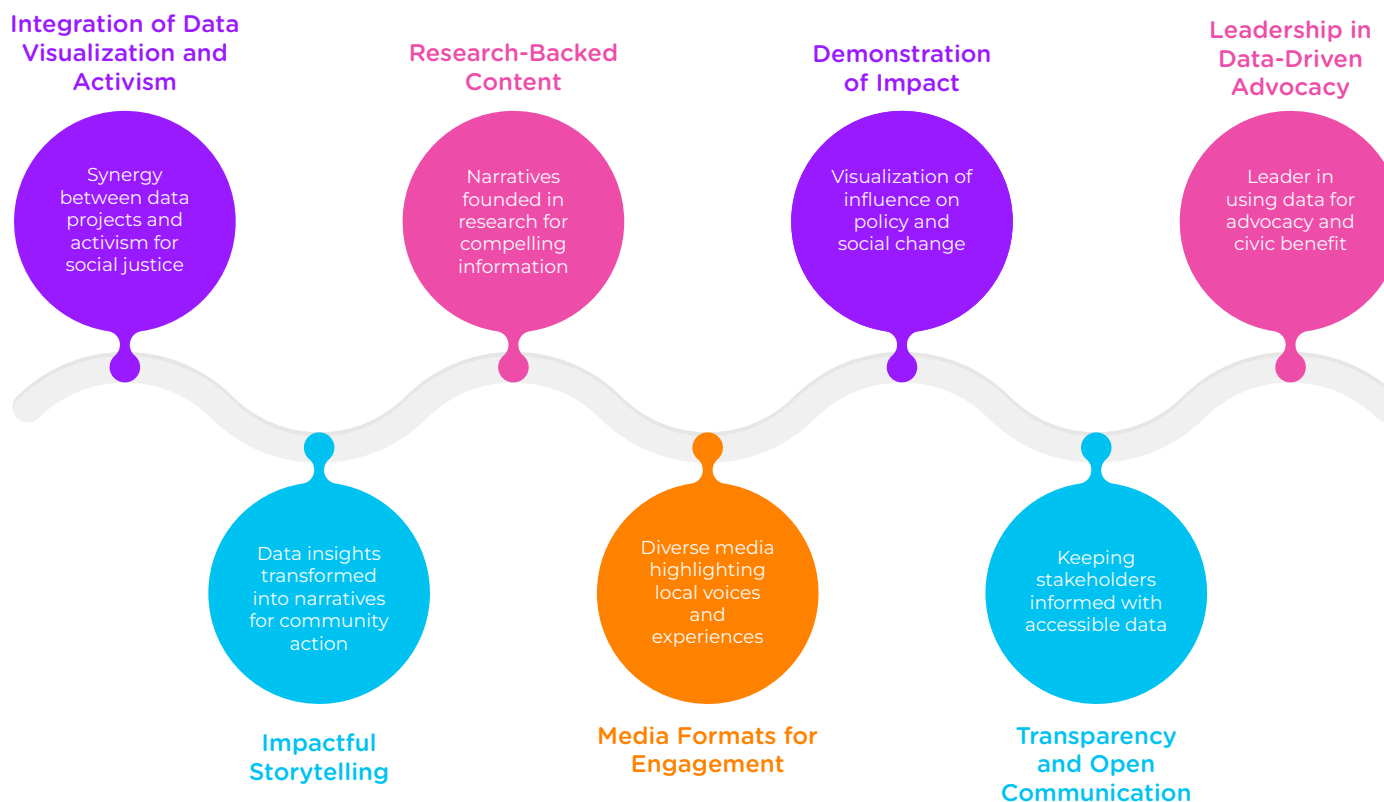 Integration of Data
Visualization and
Activism
Synergy
between data
projects and
activism for
social justice
Data insights
transformed
into narratives
for community
action
Impactful
Storytelling
Research-Backed
Content
Narratives
founded in
research for
compelling
information
Diverse media
highlighting
local voices
and
experiences
Media Formats for
Engagement
Demonstration
of Impact
Visualization of
influence on
policy and
social change
Keeping
stakeholders
informed with
accessible data
Transparency
and Open
Communication
Leadership in
Data-Driven
Advocacy
Leader in
using data for
advocacy and
civic benefit